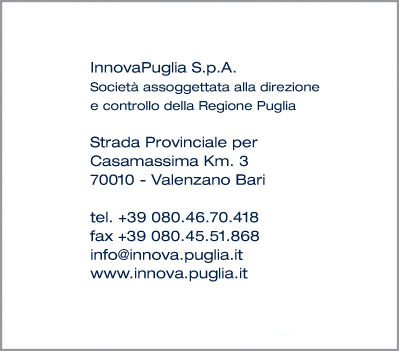 InnovaPuglia S.p.A.
Società assoggettata alla direzione
e controllo della Regione Puglia
Strada Provinciale per
Casamassima Km. 3
70010 - Valenzano Bari
tel. +39 080.46.70.418
fax +39 080.45.51.868
info@innova.puglia.it
www.innova.puglia.it